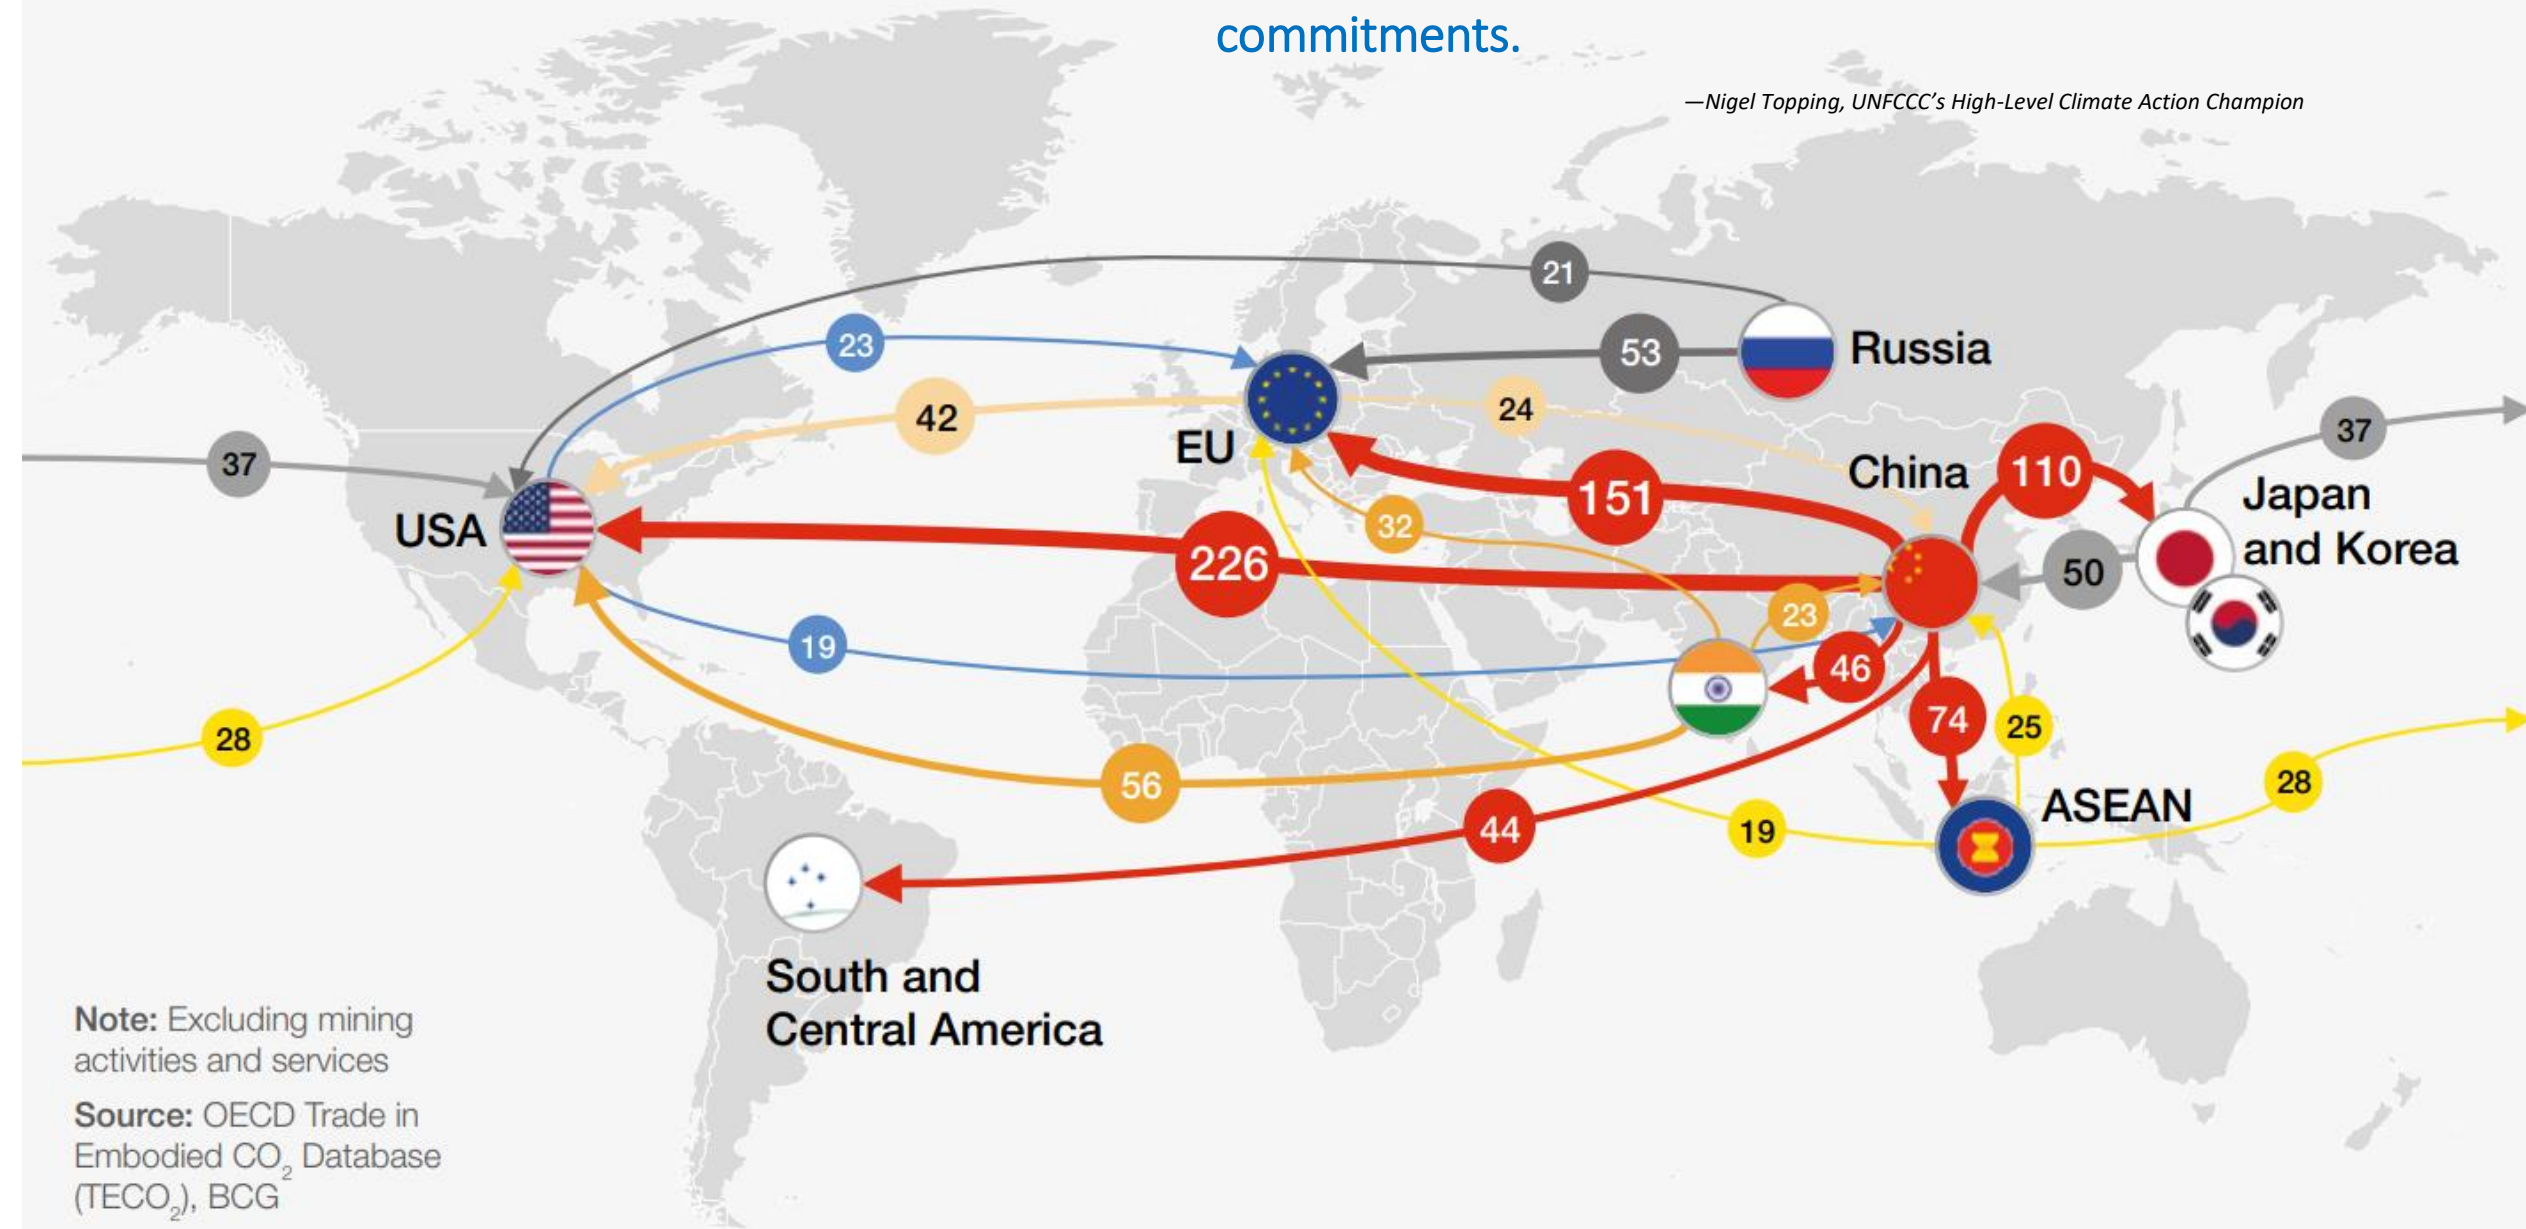 commitments.
—Nigel Topping, UNFCCC’s High-Level Climate Action Champion
21
23
53
Russia
42
24
37
37
EU
China
110
151
Japan
and Korea
USA
32
226
50
23
19
46
74
25
28
28
56
44
19
ASEAN
South and
Central America
Note: Excluding mining
activities and services
Source: OECD Trade in
Embodied CO₂ Database
(TECO₂), BCG